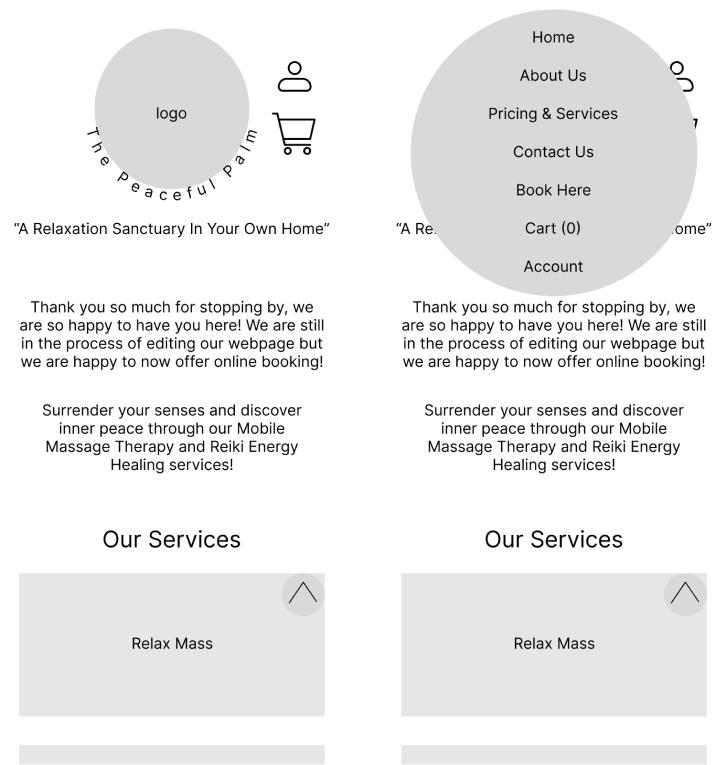 logo
The Peaceful Palm
“A Relaxation Sanctuary In Your Own Home”
Thank you so much for stopping by, we
are so happy to have you here! We are still
in the process of editing our webpage but
we are happy to now offer online booking!
Surrender your senses and discover
inner peace through our Mobile
Massage Therapy and Reiki Energy
Healing services!
Our Services
Relax Mass
Home
About Us
Pricing & Services
Contact Us
Book Here
Cart (0)
Account
“A Re
ome”
Thank you so much for stopping by, we
are so happy to have you here! We are still
in the process of editing our webpage but
we are happy to now offer online booking!
Surrender your senses and discover
inner peace through our Mobile
Massage Therapy and Reiki Energy
Healing services!
Our Services
Relax Mass